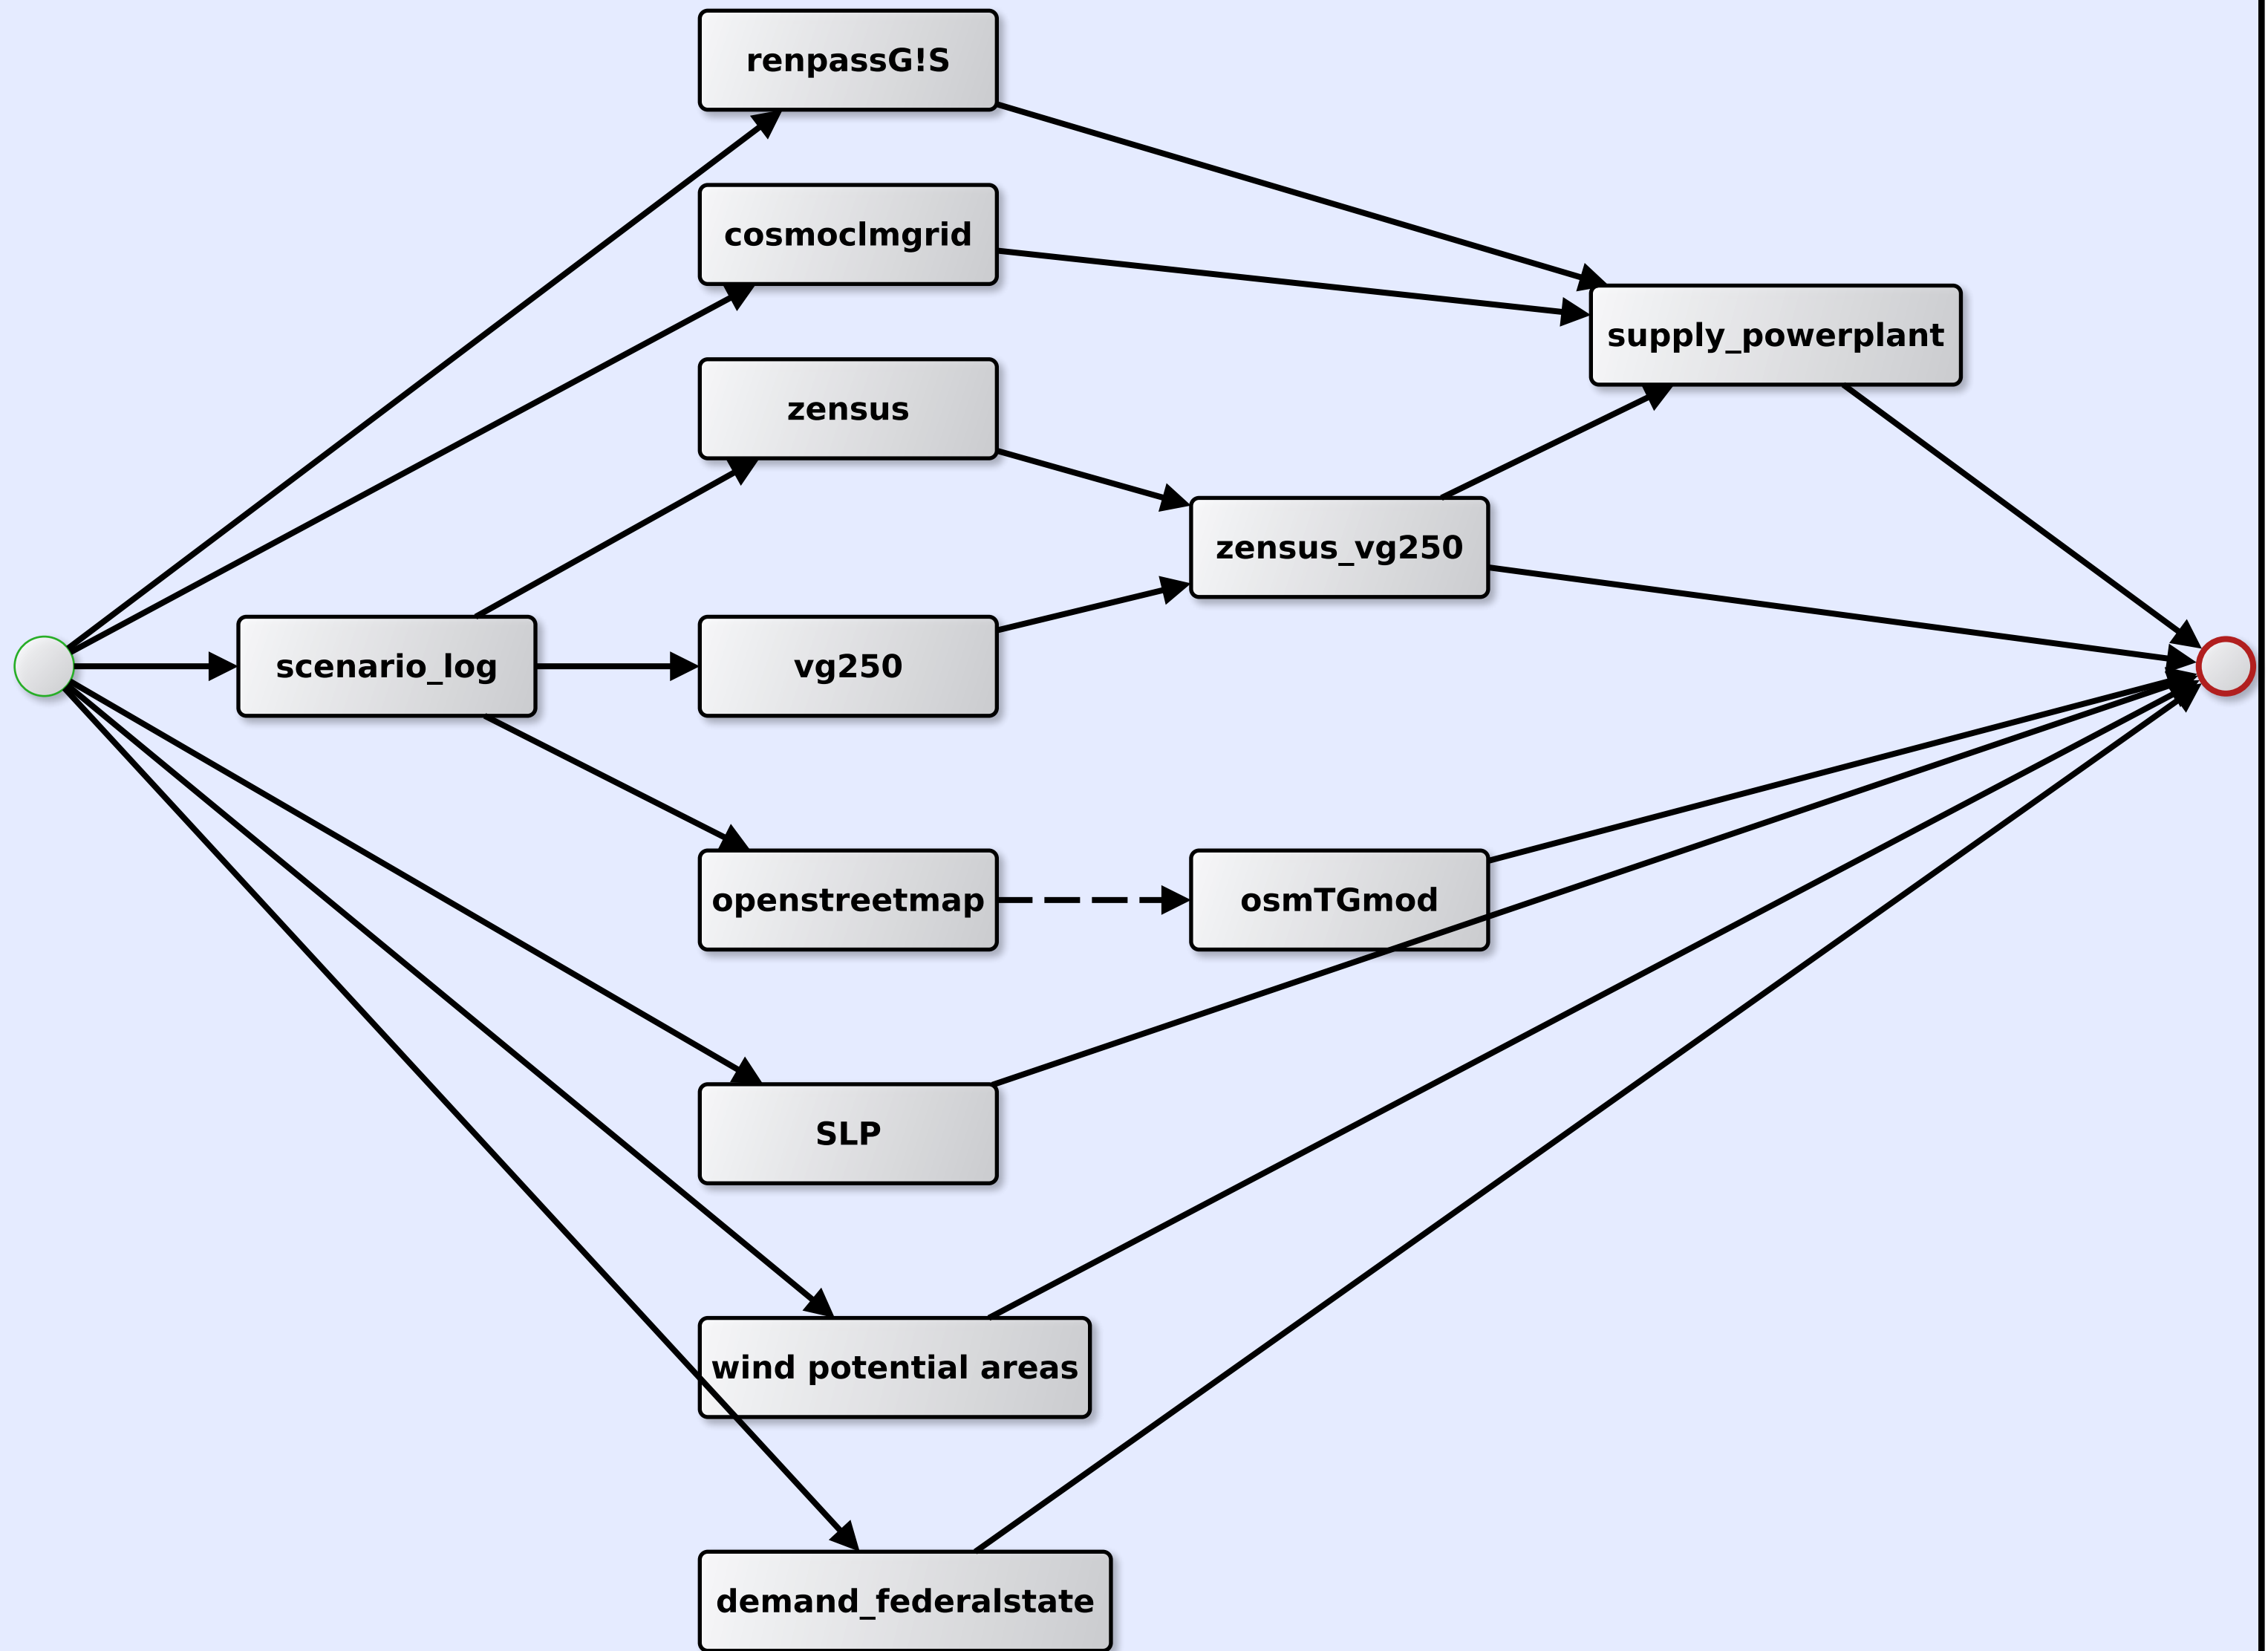 renpassG!S
cosmoclmgrid
supply_powerplant
zensus
zensus_vg250
scenario_log
vg250
openstreetmap
osmTGmod
SLP
wind potential areas
demand_federalstate